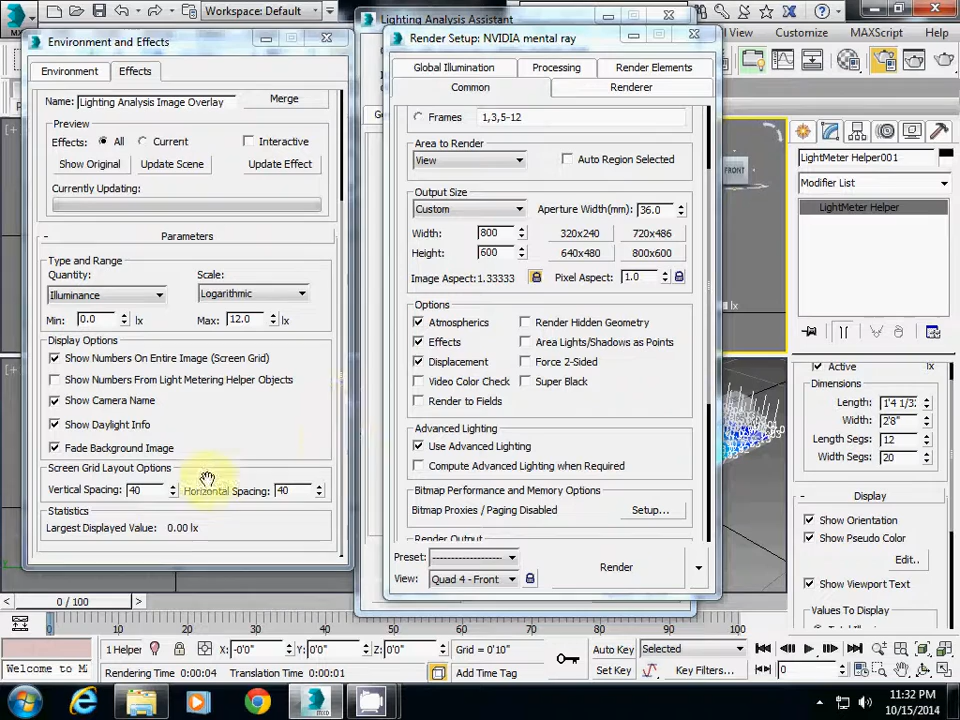 Workspace: Default
Lighting Analysis Assistant
View
Customize
MAXScript
Help
Environment and Effects
Environment
Effects
Name: Lighting Analysis Image Overlay
Merge
Preview
Effects:
All
Current
Interactive
Show Original
Update Scene
Update Effect
Currently Updating:
Parameters
Type and Range
Quantity:
Scale:
Illuminance
Logarithmic
Min: 0.0 lx
Max: 12.0 lx
Display Options
Show Numbers On Entire Image (Screen Grid)
Show Numbers From Light Metering Helper Objects
Show Camera Name
Show Daylight Info
Fade Background Image
Screen Grid Layout Options
Vertical Spacing: 40
Horizontal Spacing: 40
Statistics
Largest Displayed Value: 0.00 lx
Render Setup: NVIDIA mental ray
Global Illumination
Processing
Render Elements
Common
Renderer
Frames
1,3,5-12
Area to Render
View
Auto Region Selected
Output Size
Custom
Aperture Width(mm): 36.0
Width: 800
320x240
720x486
Height: 600
640x480
800x600
Image Aspect: 1.33333
Pixel Aspect: 1.0
Options
Atmospherics
Render Hidden Geometry
Effects
Area Lights/Shadows as Points
Displacement
Force 2-Sided
Video Color Check
Super Black
Render to Fields
Advanced Lighting
Use Advanced Lighting
Compute Advanced Lighting when Required
Bitmap Performance and Memory Options
Bitmap Proxies / Paging Disabled
Setup...
Render Output
Preset:
View: Quad 4 - Front
Render
FRONT
lx
LightMeter Helper001
Modifier List
LightMeter Helper
Active
Dimensions
Length:
Width: 2'8"
Length Segs: 12
Width Segs: 20
Display
Show Orientation
Show Pseudo Color
Edit..
Show Viewport Text
Values To Display
0 / 100
0 10 20 30 40 50 60 70 80 90 100
1 Helper
X: -0'0"
Y: 0'0"
Z: 0'0"
Grid = 0'10"
Auto Key
Selected
Set Key
Key Filters...
0
Welcome to M
Rendering Time 0:00:04
Translation Time 0:00:01
Add Time Tag
11:32 PM
10/15/2014